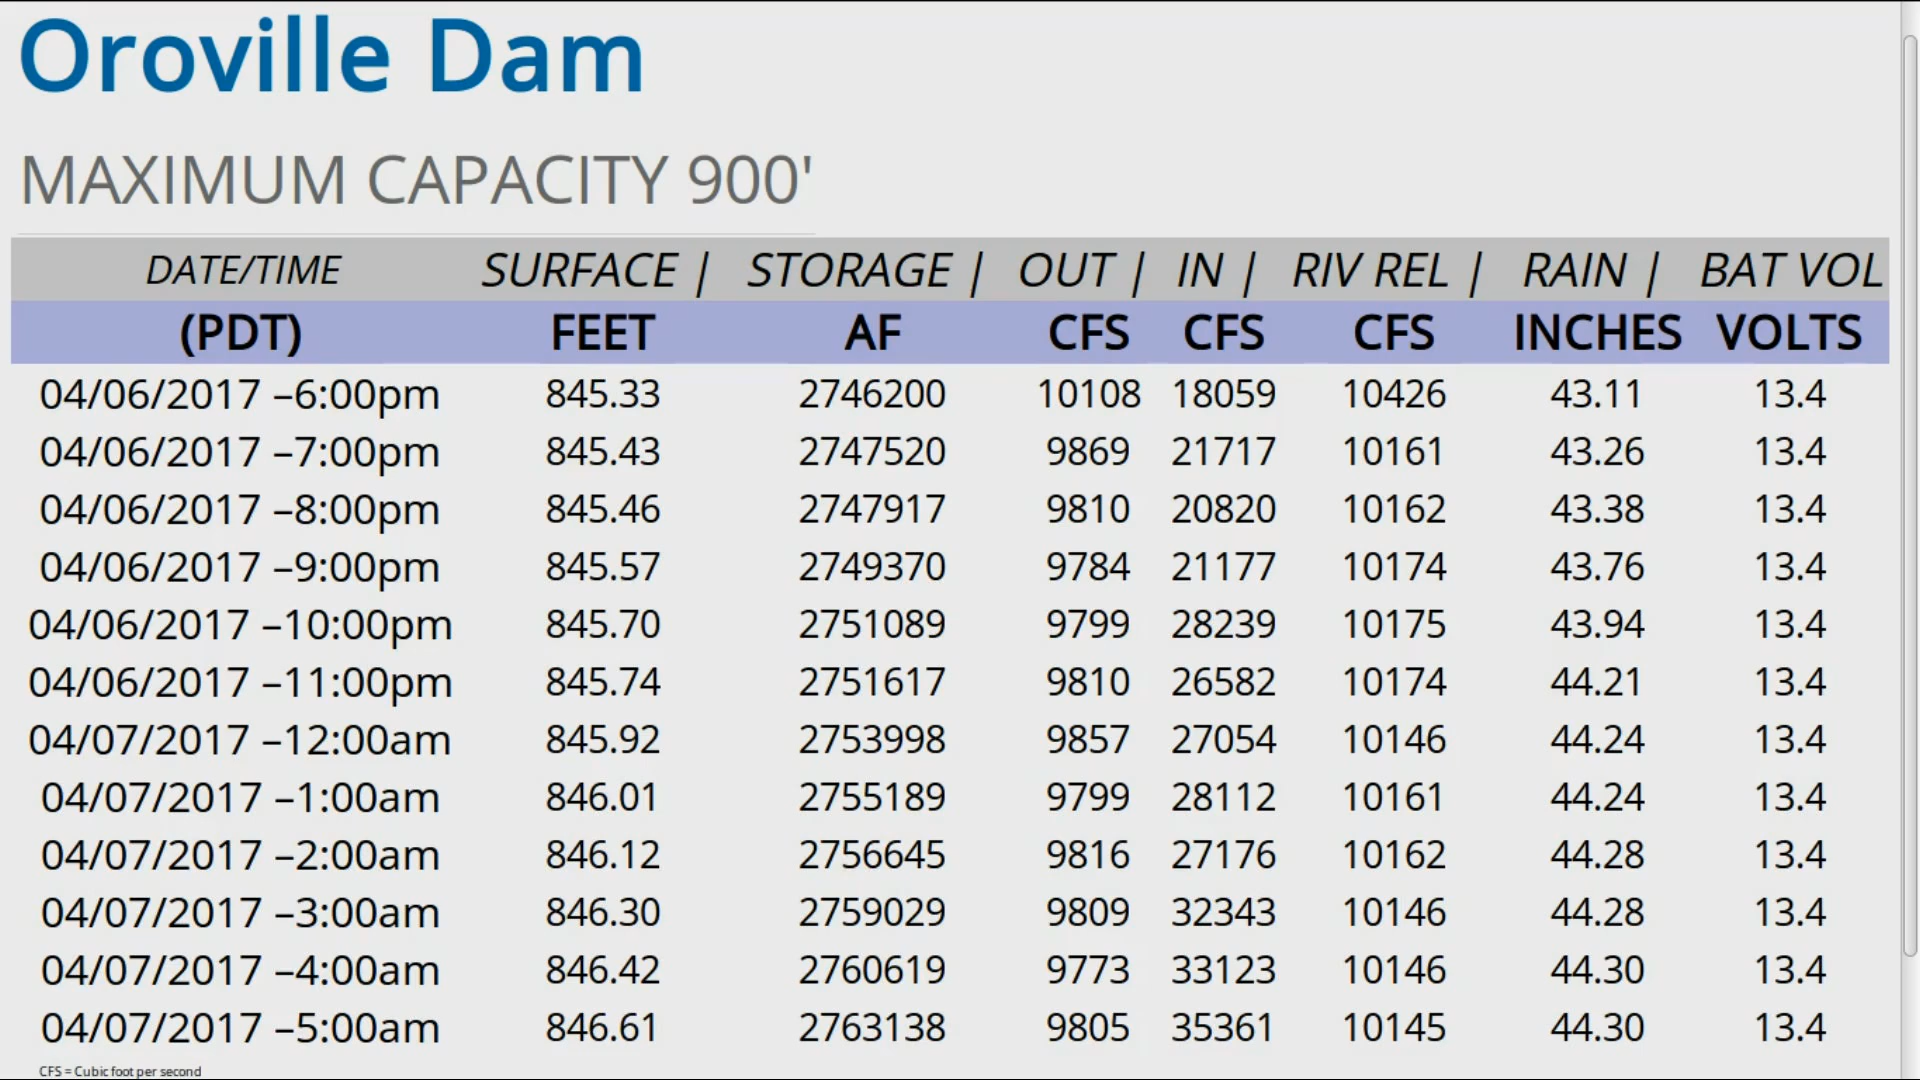 Oroville Dam
MAXIMUM CAPACITY 900'
DATE/TIME SURFACE | STORAGE | OUT | IN | RIV REL | RAIN | BAT VOL
(PDT) FEET AF CFS CFS CFS INCHES VOLTS
04/06/2017 –6:00pm 845.33 2746200 10108 18059 10426 43.11 13.4
04/06/2017 –7:00pm 845.43 2747520 9869 21717 10161 43.26 13.4
04/06/2017 –8:00pm 845.46 2747917 9810 20820 10162 43.38 13.4
04/06/2017 –9:00pm 845.57 2749370 9784 21177 10174 43.76 13.4
04/06/2017 –10:00pm 845.70 2751089 9799 28239 10175 43.94 13.4
04/06/2017 –11:00pm 845.74 2751617 9810 26582 10174 44.21 13.4
04/07/2017 –12:00am 845.92 2753998 9857 27054 10146 44.24 13.4
04/07/2017 –1:00am 846.01 2755189 9799 28112 10161 44.24 13.4
04/07/2017 –2:00am 846.12 2756645 9816 27176 10162 44.28 13.4
04/07/2017 –3:00am 846.30 2759029 9809 32343 10146 44.28 13.4
04/07/2017 –4:00am 846.42 2760619 9773 33123 10146 44.30 13.4
04/07/2017 –5:00am 846.61 2763138 9805 35361 10145 44.30 13.4
CFS = Cubic foot per second